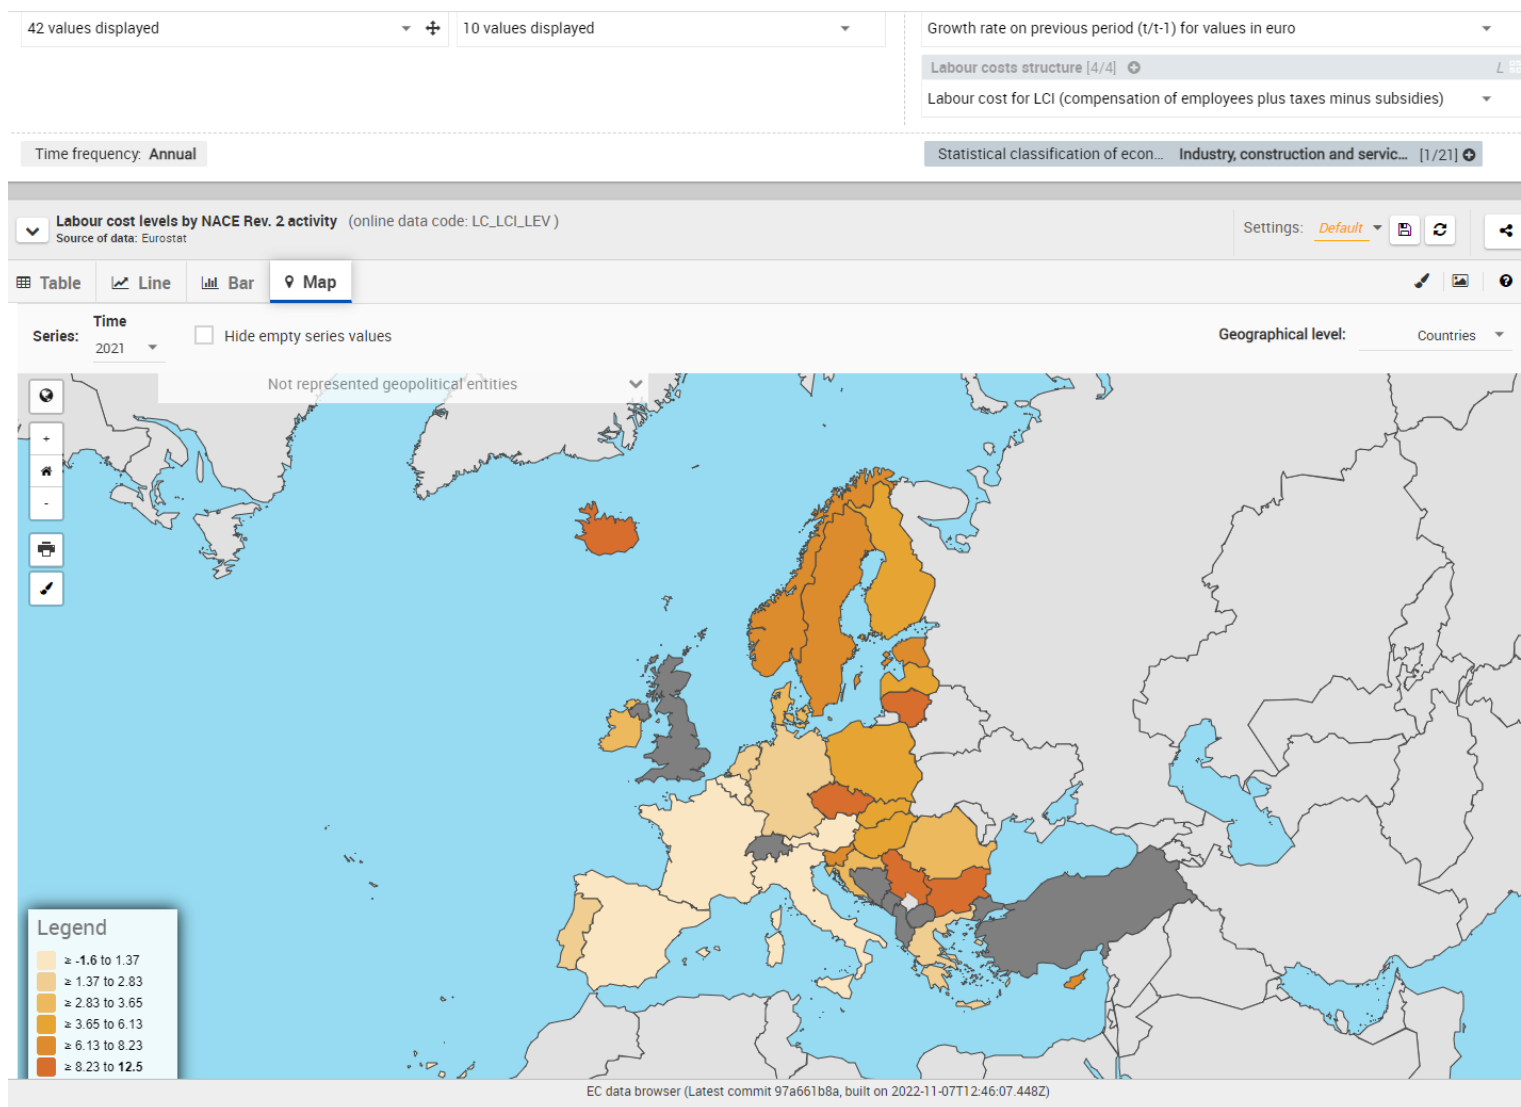 42 values displayed
10 values displayed
Growth rate on previous period (t/t-1) for values in euro
Labour costs structure [4/4]
L
Labour cost for LCI (compensation of employees plus taxes minus subsidies)
Time frequency: Annual
Statistical classification of econ... Industry, construction and servic... [1/21]
Labour cost levels by NACE Rev. 2 activity (online data code: LC_LCI_LEV )
Source of data: Eurostat
Settings: Default
Table
Line
Bar
Map
Series:
Time
2021
Hide empty series values
Geographical level:
Countries
Not represented geopolitical entities
+
-
Legend
≥ -1.6 to 1.37
≥ 1.37 to 2.83
≥ 2.83 to 3.65
≥ 3.65 to 6.13
≥ 6.13 to 8.23
≥ 8.23 to 12.5
EC data browser (Latest commit 97a661b8a, built on 2022-11-07T12:46:07.448Z)